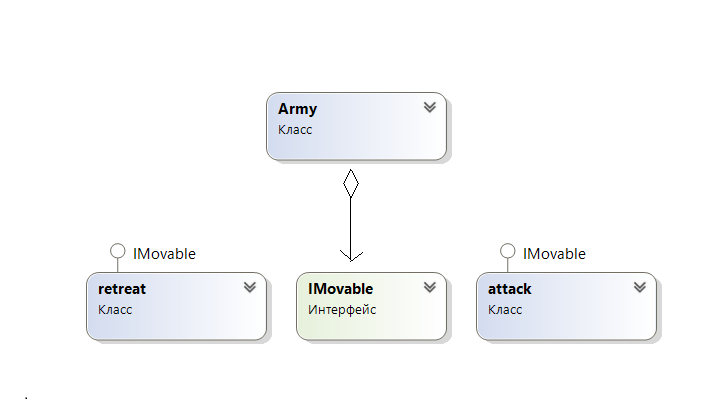 Army
Класс
IMovable
IMovable
retreat
Класс
IMovable
Интерфейс
attack
Класс
.